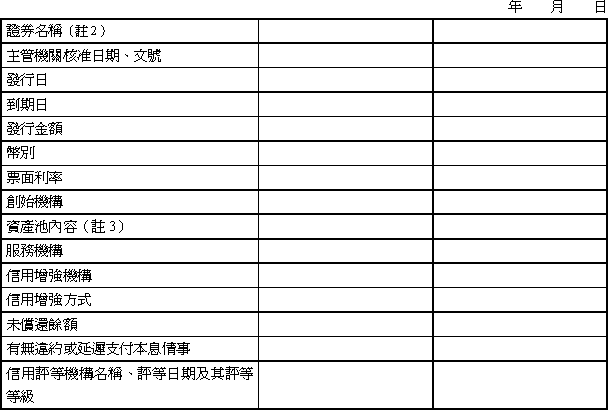 年　月　日
證券名稱（註2）
主管機關核准日期、文號
發行日
到期日
發行金額
幣別
票面利率
創始機構
資產池內容（註3）
服務機構
信用增強機構
信用增強方式
未償還餘額
有無違約或延遲支付本息情事
信用評等機構名稱、評等日期及其評等
等級